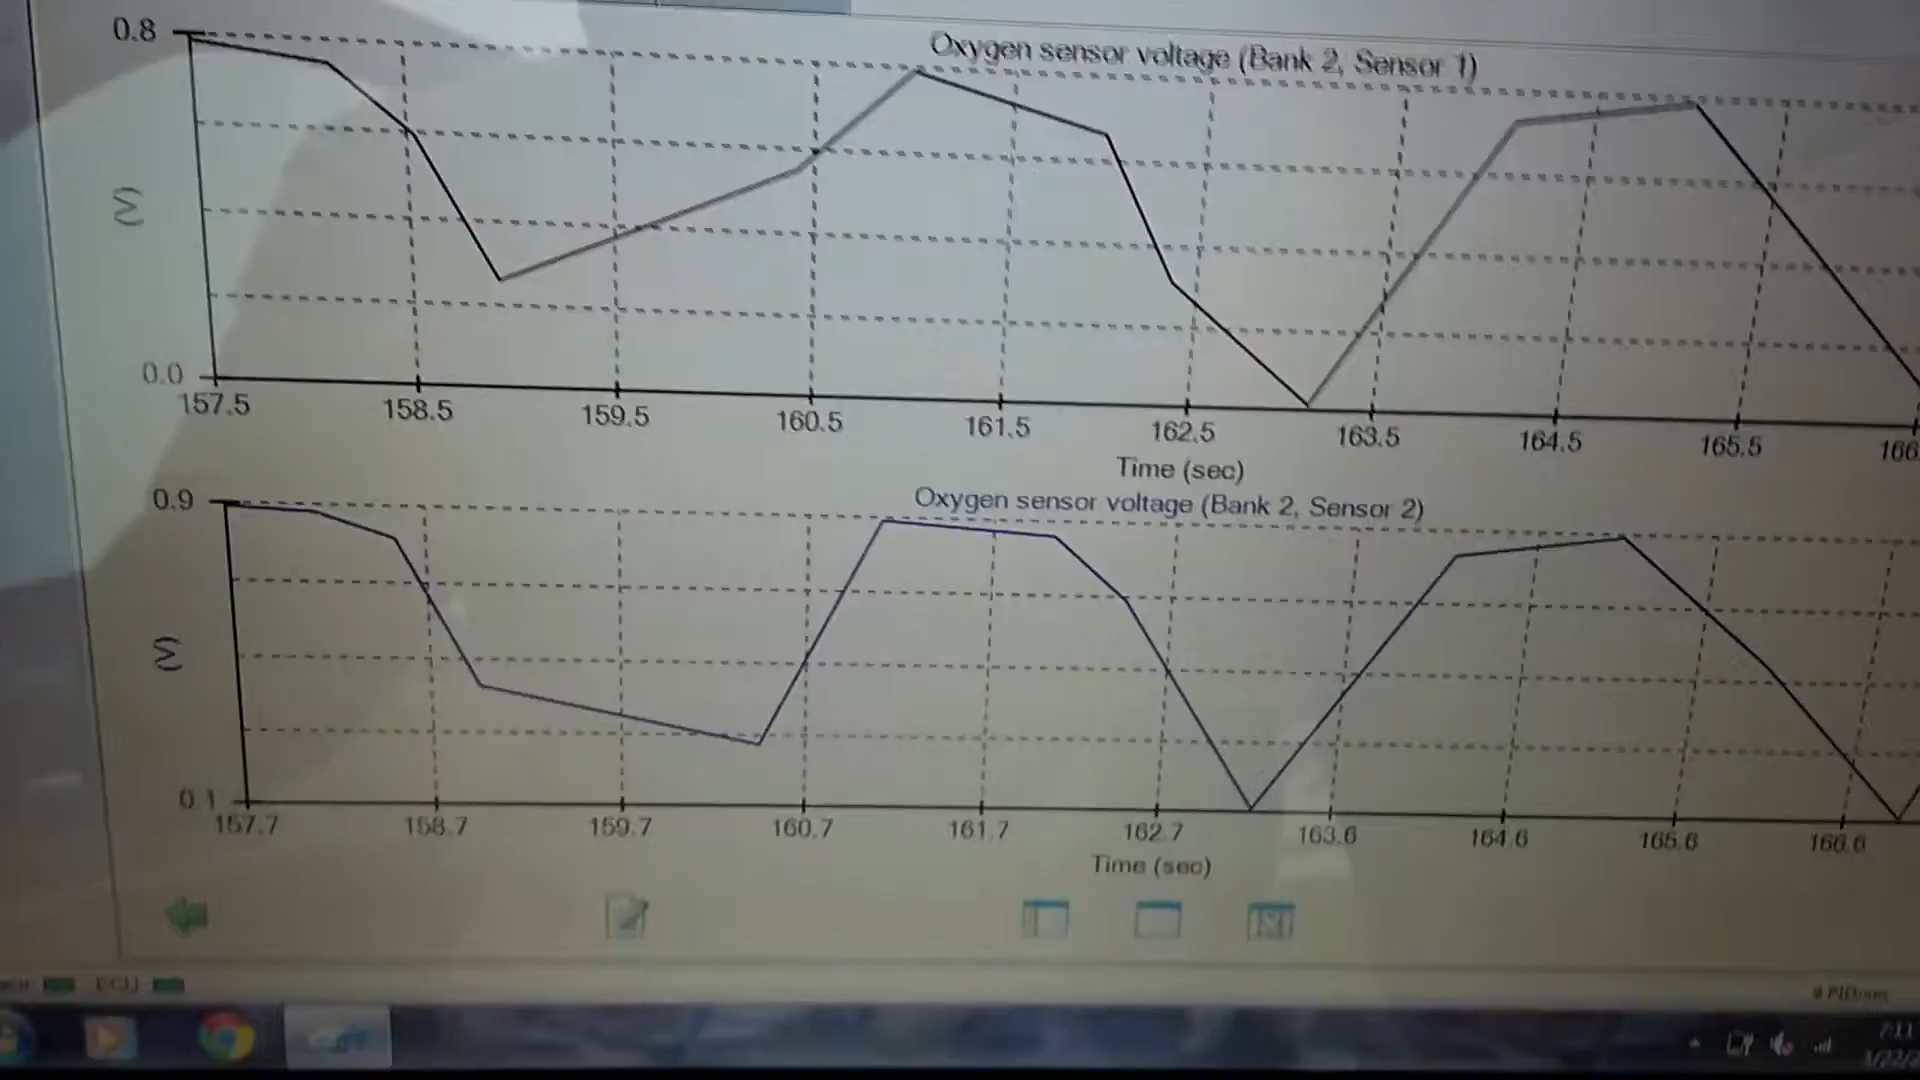 0.8
Oxygen sensor voltage (Bank 2, Sensor 1)
(V)
0.0
157.5 158.5 159.5 160.5 161.5 162.5 163.5 164.5 165.5 166.
Time (sec)
0.9
Oxygen sensor voltage (Bank 2, Sensor 2)
(V)
0.1
157.7 158.7 159.7 160.7 161.7 162.7 163.6 164.6 165.6 166.6
Time (sec)
ECU
2:11